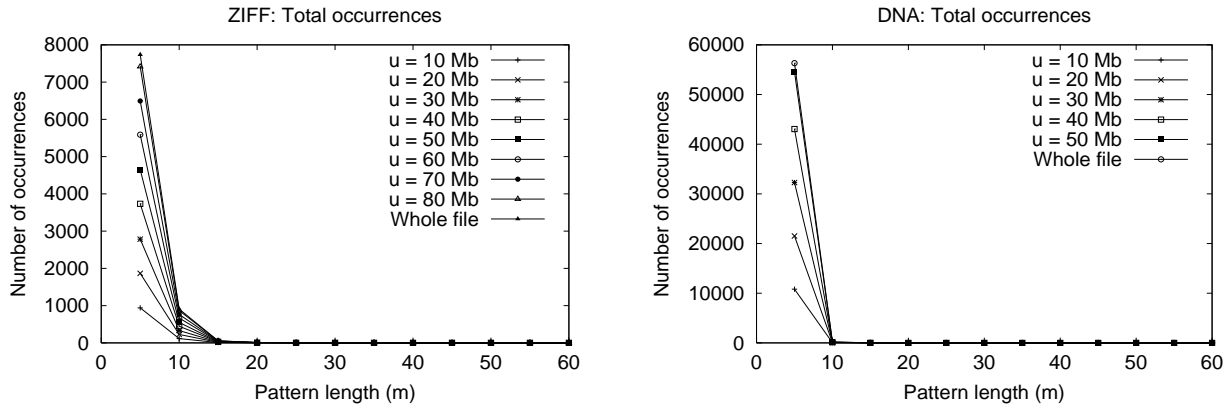 ZIFF: Total occurrences
Number of occurrences
8000
7000
6000
5000
4000
3000
2000
1000
0
u = 10 Mb
u = 20 Mb
u = 30 Mb
u = 40 Mb
u = 50 Mb
u = 60 Mb
u = 70 Mb
u = 80 Mb
Whole file
0 10 20 30 40 50 60
Pattern length (m)
DNA: Total occurrences
Number of occurrences
60000
50000
40000
30000
20000
10000
0
u = 10 Mb
u = 20 Mb
u = 30 Mb
u = 40 Mb
u = 50 Mb
Whole file
0 10 20 30 40 50 60
Pattern length (m)